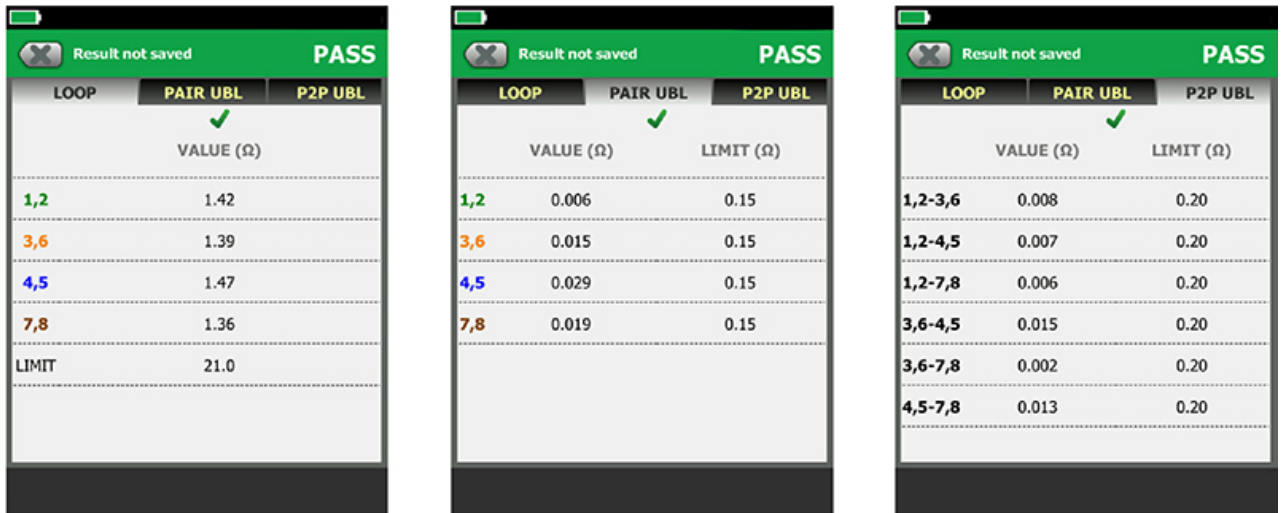 Result not saved PASS
LOOP PAIR UBL P2P UBL
VALUE (Ω)
1,2 1.42
3,6 1.39
4,5 1.47
7,8 1.36
LIMIT 21.0
Result not saved PASS
LOOP PAIR UBL P2P UBL
VALUE (Ω) LIMIT (Ω)
1,2 0.006 0.15
3,6 0.015 0.15
4,5 0.029 0.15
7,8 0.019 0.15
Result not saved PASS
LOOP PAIR UBL P2P UBL
VALUE (Ω) LIMIT (Ω)
1,2-3,6 0.008 0.20
1,2-4,5 0.007 0.20
1,2-7,8 0.006 0.20
3,6-4,5 0.015 0.20
3,6-7,8 0.002 0.20
4,5-7,8 0.013 0.20